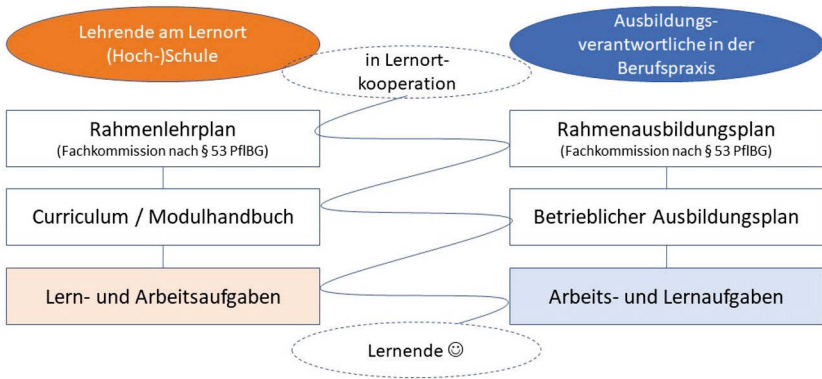 Lehrende am Lernort
(Hoch-)Schule
in Lernort-
kooperation
Ausbildungs-
verantwortliche in der
Berufspraxis
Rahmenlehrplan
(Fachkommission nach § 53 PflBG)
Rahmenausbildungsplan
(Fachkommission nach § 53 PflBG)
Curriculum / Modulhandbuch
Betrieblicher Ausbildungsplan
Lern- und Arbeitsaufgaben
Arbeits- und Lernaufgaben
Lernende ☺